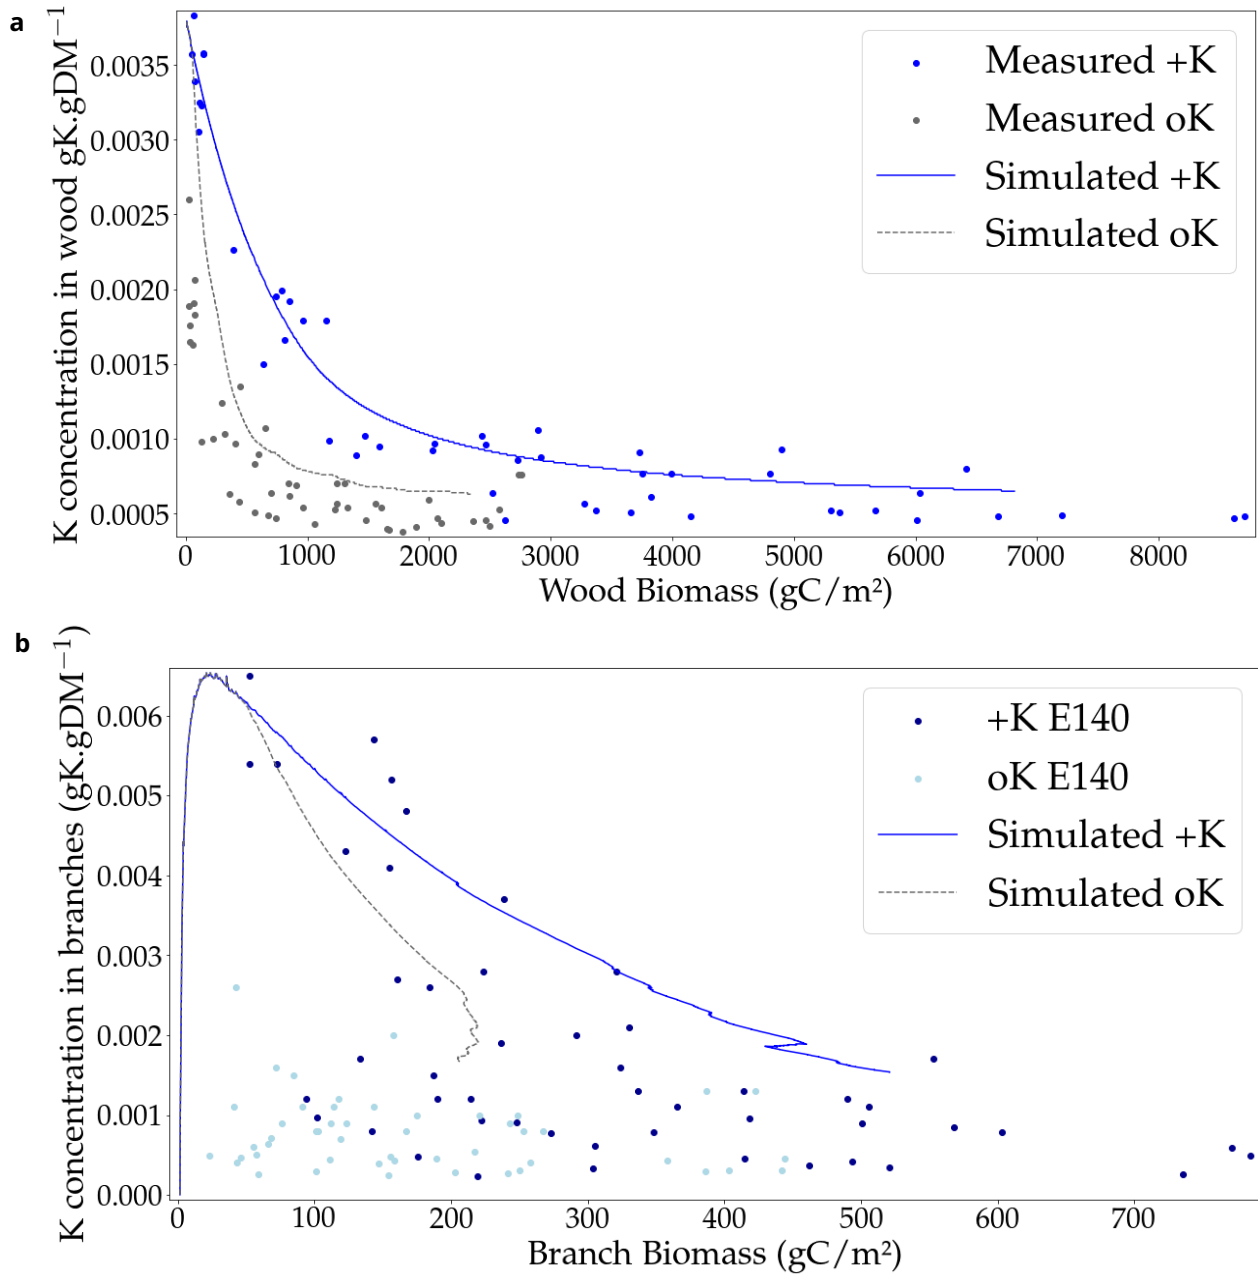 a
K concentration in wood gK.gDM⁻¹
0.0035
0.0030
0.0025
0.0020
0.0015
0.0010
0.0005
Measured +K
Measured oK
Simulated +K
Simulated oK
0 1000 2000 3000 4000 5000 6000 7000 8000
Wood Biomass (gC/m²)
b
K concentration in branches (gK.gDM⁻¹)
0.006
0.005
0.004
0.003
0.002
0.001
0.000
+K E140
oK E140
Simulated +K
Simulated oK
0 100 200 300 400 500 600 700
Branch Biomass (gC/m²)